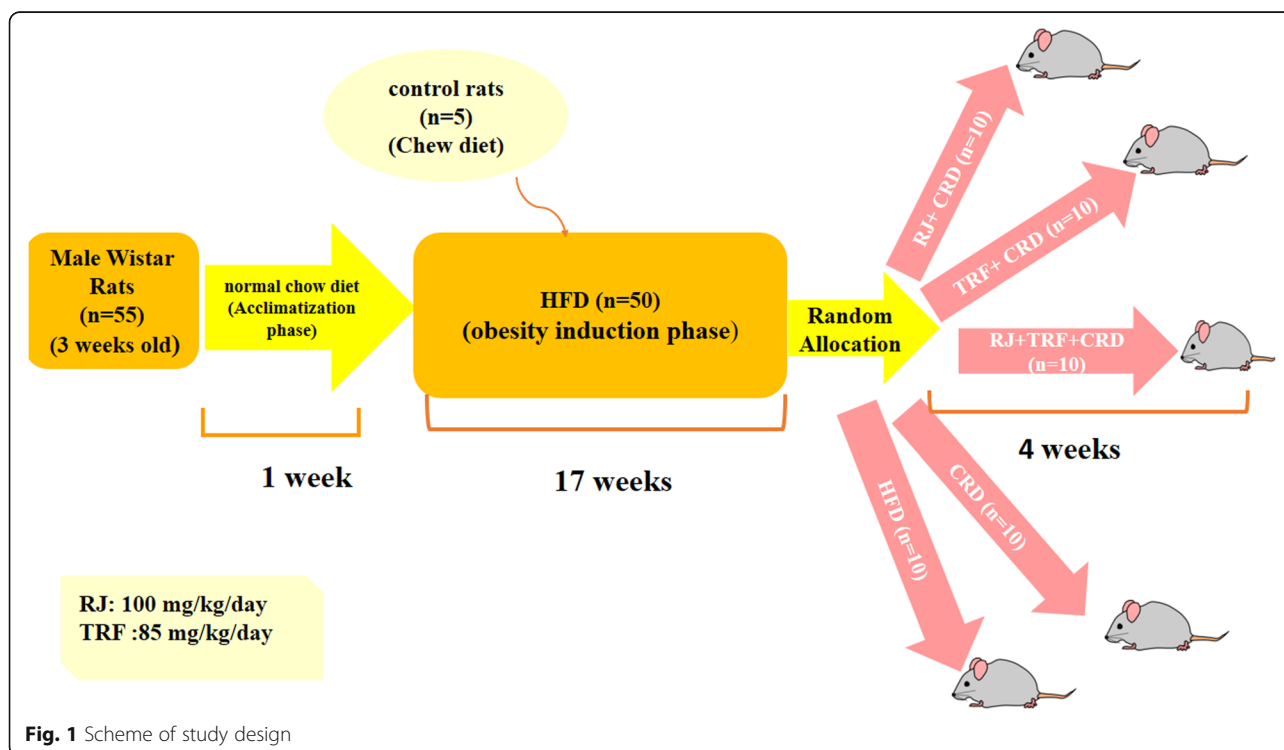 control rats
(n=5)
(Chew diet)
Male Wistar
Rats
(n=55)
(3 weeks old)
normal chow diet
(Acclimatization
phase)
HFD (n=50)
(obesity induction phase)
Random
Allocation
RJ+ CRD (n=10)
TRF+ CRD (n=10)
RJ+TRF+CRD
(n=10)
CRD (n=10)
HFD (n=10)
1 week
17 weeks
4 weeks
RJ: 100 mg/kg/day
TRF :85 mg/kg/day
Fig. 1 Scheme of study design